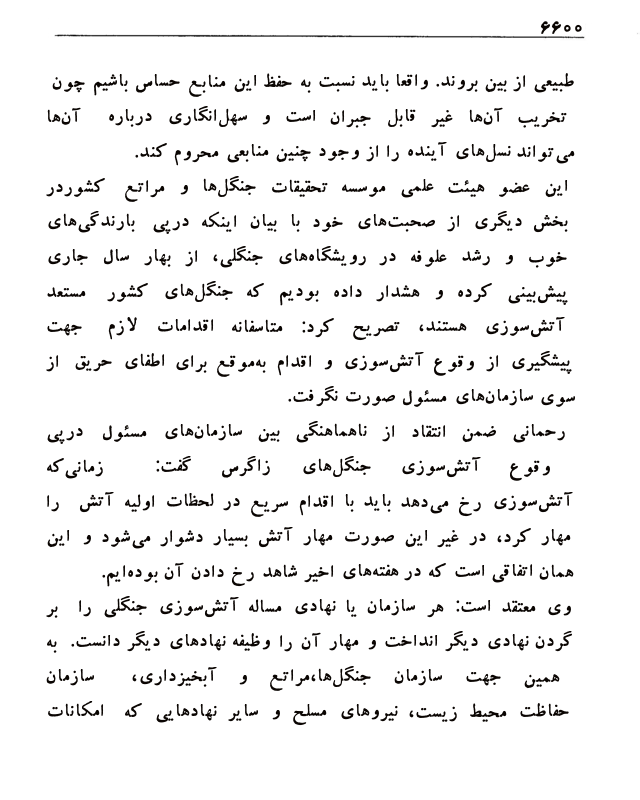 ۶۶۰۰
طبیعی از بین بروند. واقعا باید نسبت به حفظ این منابع حساس باشیم چون
تخریب آن‌ها غیر قابل جبران است و سهل‌انگاری درباره آن‌ها
می‌تواند نسل‌های آینده را از وجود چنین منابعی محروم کند.
این عضو هیئت علمی موسسه تحقیقات جنگل‌ها و مراتع کشوردر
بخش دیگری از صحبت‌های خود با بیان اینکه درپی بارندگی‌های
خوب و رشد علوفه در رویشگاه‌های جنگلی، از بهار سال جاری
پیش‌بینی کرده و هشدار داده بودیم که جنگل‌های کشور مستعد
آتش‌سوزی هستند، تصریح کرد: متاسفانه اقدامات لازم جهت
پیشگیری از وقوع آتش‌سوزی و اقدام به‌موقع برای اطفای حریق از
سوی سازمان‌های مسئول صورت نگرفت.
رحمانی ضمن انتقاد از ناهماهنگی بین سازمان‌های مسئول درپی
وقوع آتش‌سوزی جنگل‌های زاگرس گفت: زمانی‌که
آتش‌سوزی رخ می‌دهد باید با اقدام سریع در لحظات اولیه آتش را
مهار کرد، در غیر این صورت مهار آتش بسیار دشوار می‌شود و این
همان اتفاقی است که در هفته‌های اخیر شاهد رخ دادن آن بوده‌ایم.
وی معتقد است: هر سازمان یا نهادی مساله آتش‌سوزی جنگلی را بر
گردن نهادی دیگر انداخت و مهار آن را وظیفه نهادهای دیگر دانست. به
همین جهت سازمان جنگل‌ها،مراتع و آبخیزداری، سازمان
حفاظت محیط زیست، نیروهای مسلح و سایر نهادهایی که امکانات